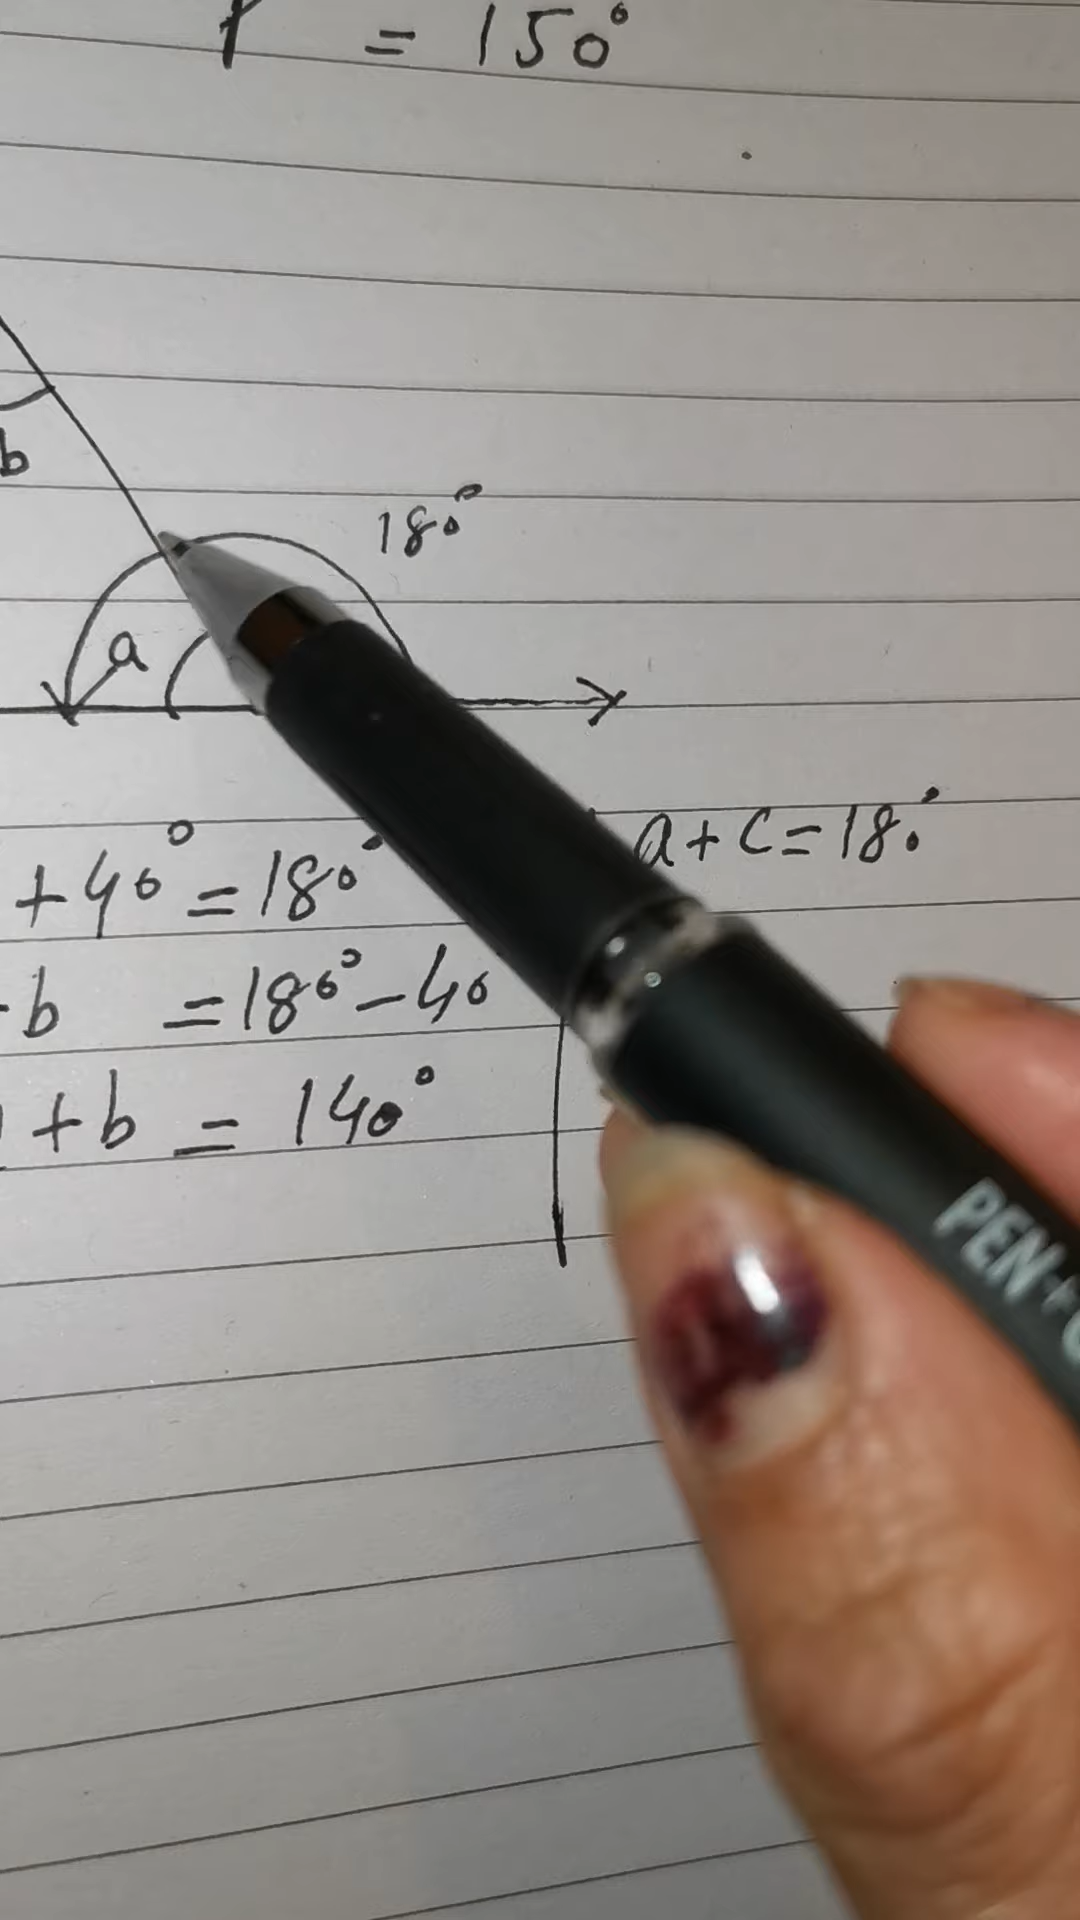 = 150°
b
180°
a
+ 40° = 180°
a + c = 180°
b = 180° - 40
+ b = 140°
PEN+